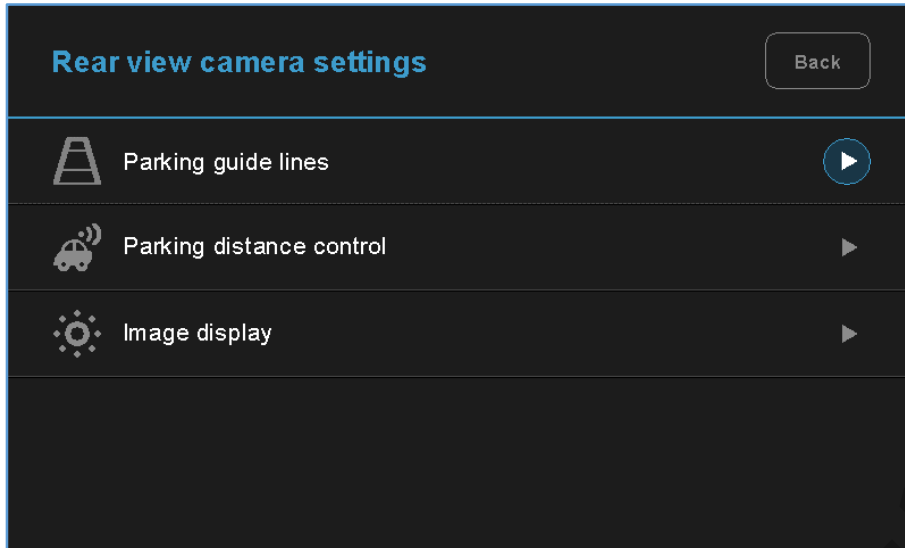 Rear view camera settings
Back
Parking guide lines
Parking distance control
Image display